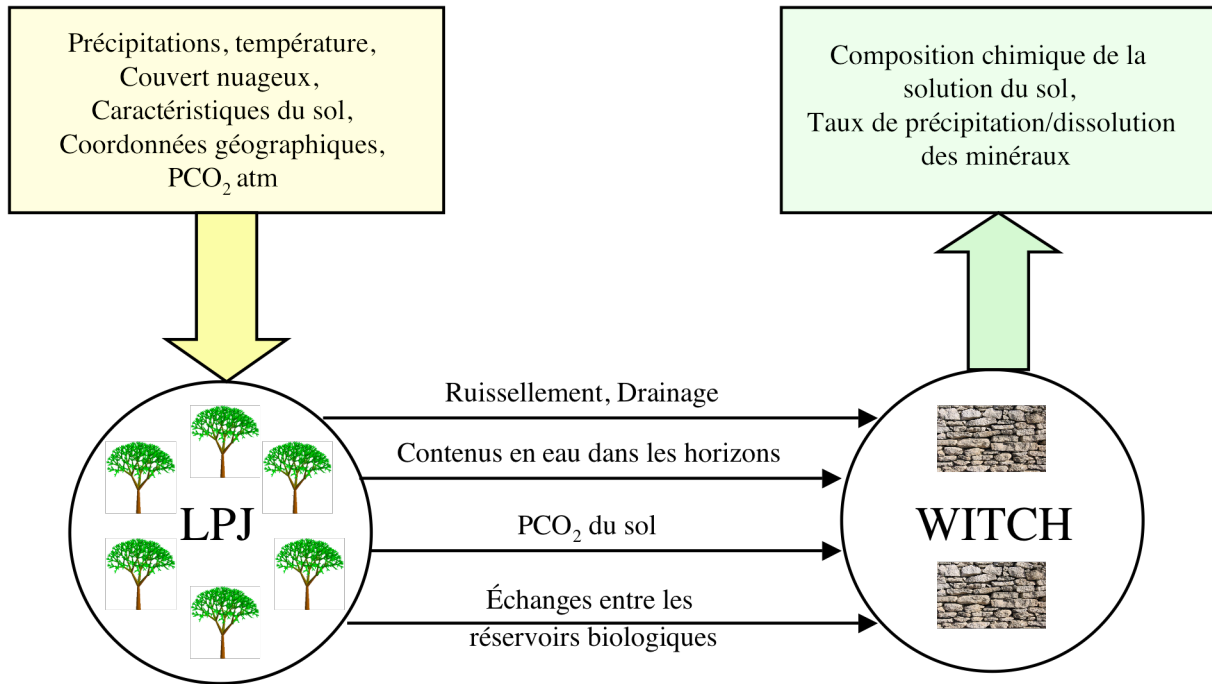 Précipitations, température,
Couvert nuageux,
Caractéristiques du sol,
Coordonnées géographiques,
PCO₂ atm
Composition chimique de la
solution du sol,
Taux de précipitation/dissolution
des minéraux
LPJ
Ruissellement, Drainage
Contenus en eau dans les horizons
PCO₂ du sol
Échanges entre les
réservoirs biologiques
WITCH